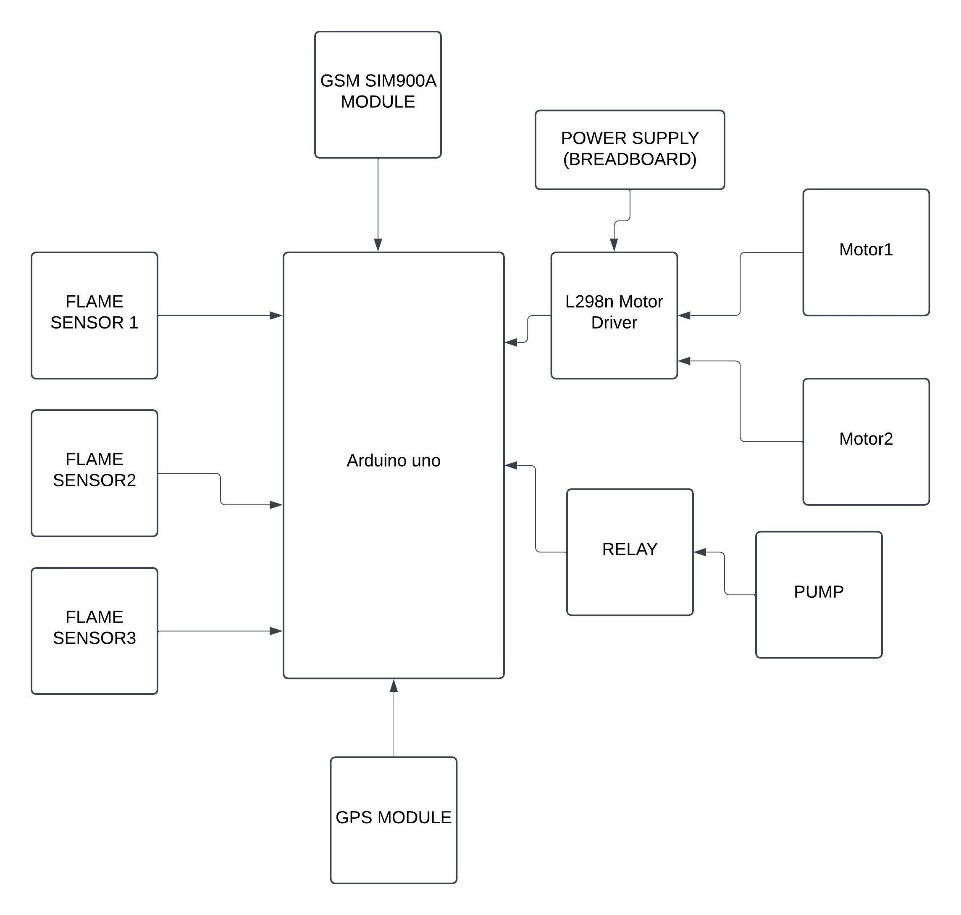 GSM SIM900A
MODULE
POWER SUPPLY
(BREADBOARD)
Motor1
FLAME
SENSOR 1
L298n Motor
Driver
Motor2
FLAME
SENSOR2
Arduino uno
RELAY
PUMP
FLAME
SENSOR3
GPS MODULE